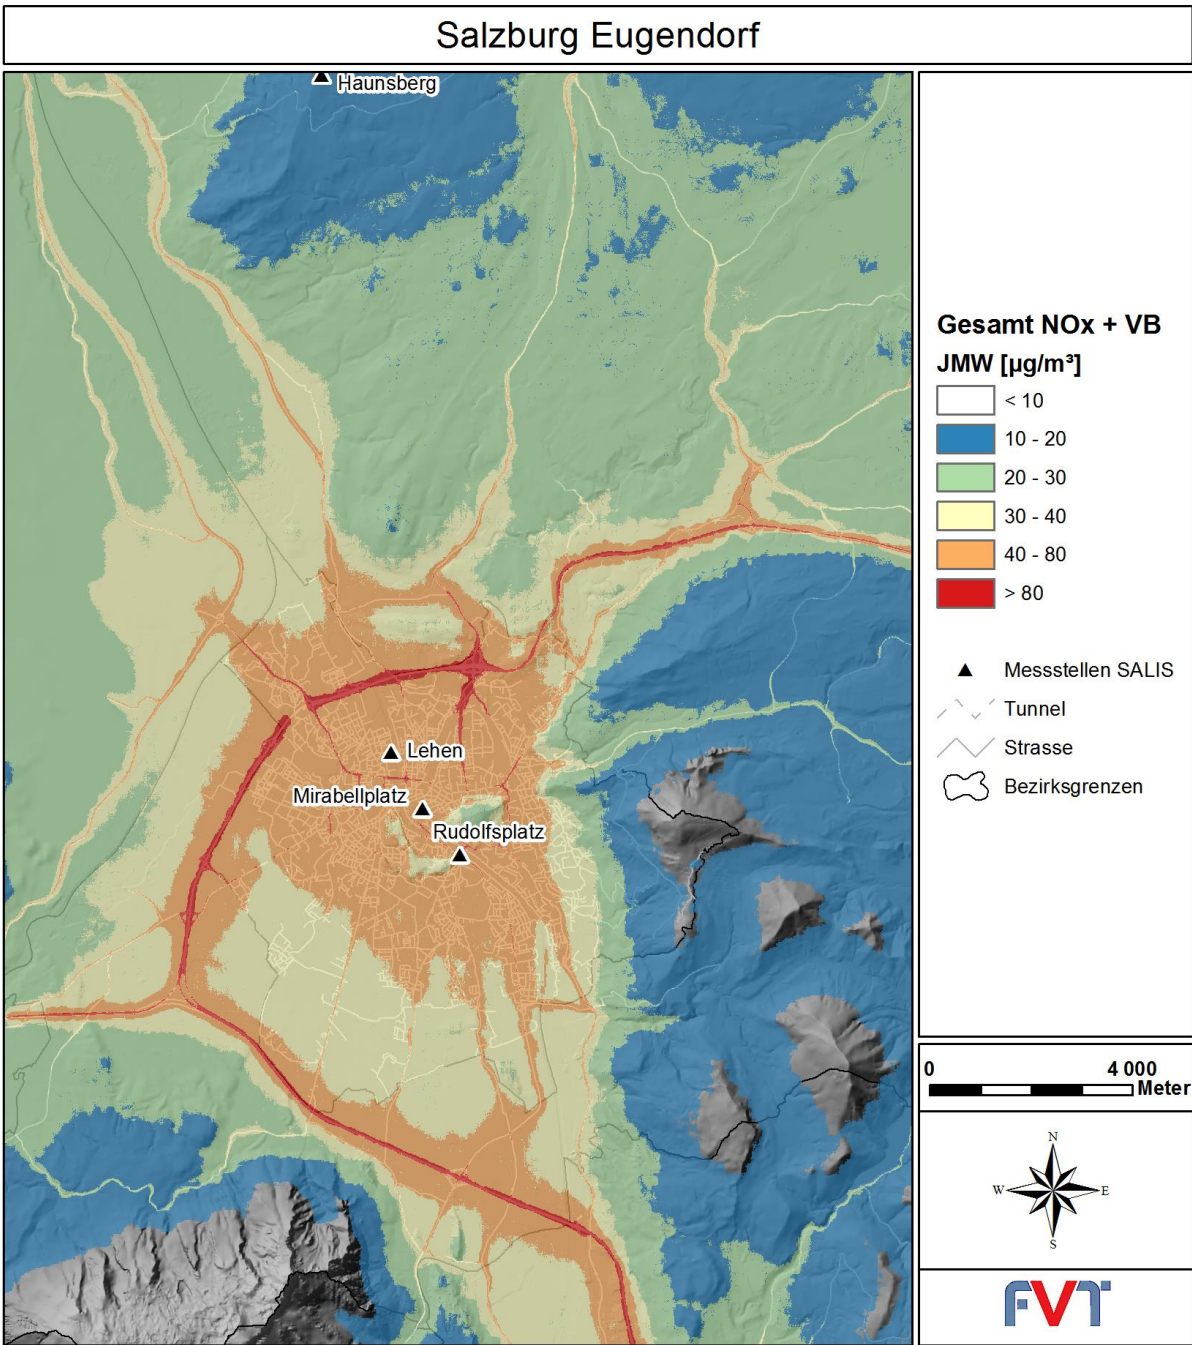 Salzburg Eugendorf
Haunsberg
Lehen
Mirabellplatz
Rudolfsplatz
Gesamt NOx + VB
JMW [µg/m³]
< 10
10 - 20
20 - 30
30 - 40
40 - 80
> 80
Messstellen SALIS
Tunnel
Strasse
Bezirksgrenzen
0 4 000
Meter
N
W E
S
FVT